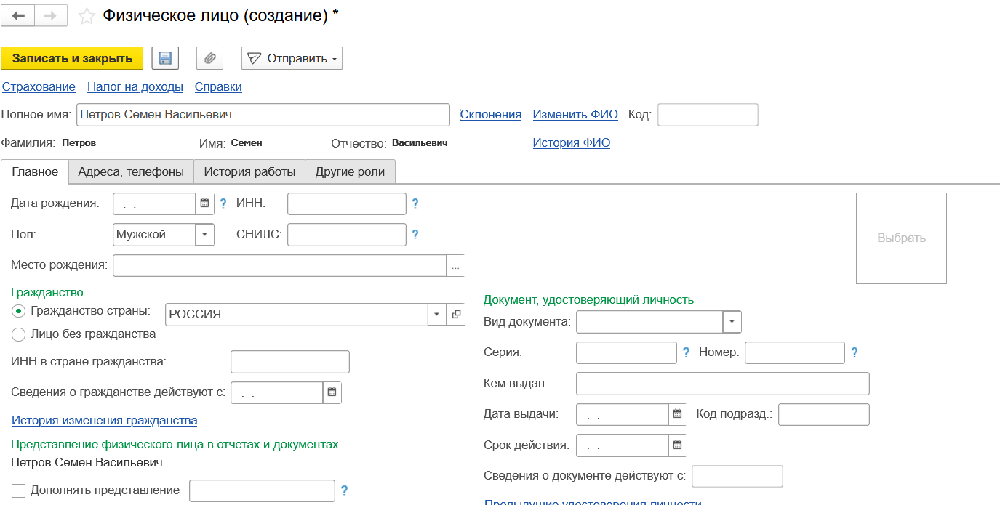 Физическое лицо (создание) *
Записать и закрыть Отправить
Страхование Налог на доходы Справки
Полное имя: Петров Семен Васильевич Склонения Изменить ФИО Код:
Фамилия: Петров Имя: Семен Отчество: Васильевич История ФИО
Главное Адреса, телефоны История работы Другие роли
Дата рождения: . . ? ИНН: ?
Пол: Мужской СНИЛС: - - ?
Выбрать
Место рождения: ...
Гражданство
Гражданство страны: РОССИЯ
Лицо без гражданства
ИНН в стране гражданства:
Сведения о гражданстве действуют с: . .
История изменения гражданства
Представление физического лица в отчетах и документах
Петров Семен Васильевич
Дополнять представление ?
Документ, удостоверяющий личность
Вид документа:
Серия: ? Номер: ?
Кем выдан:
Дата выдачи: . . Код подразд.:
Срок действия: . .
Сведения о документе действуют с: . .
Предыдущие удостоверения личности